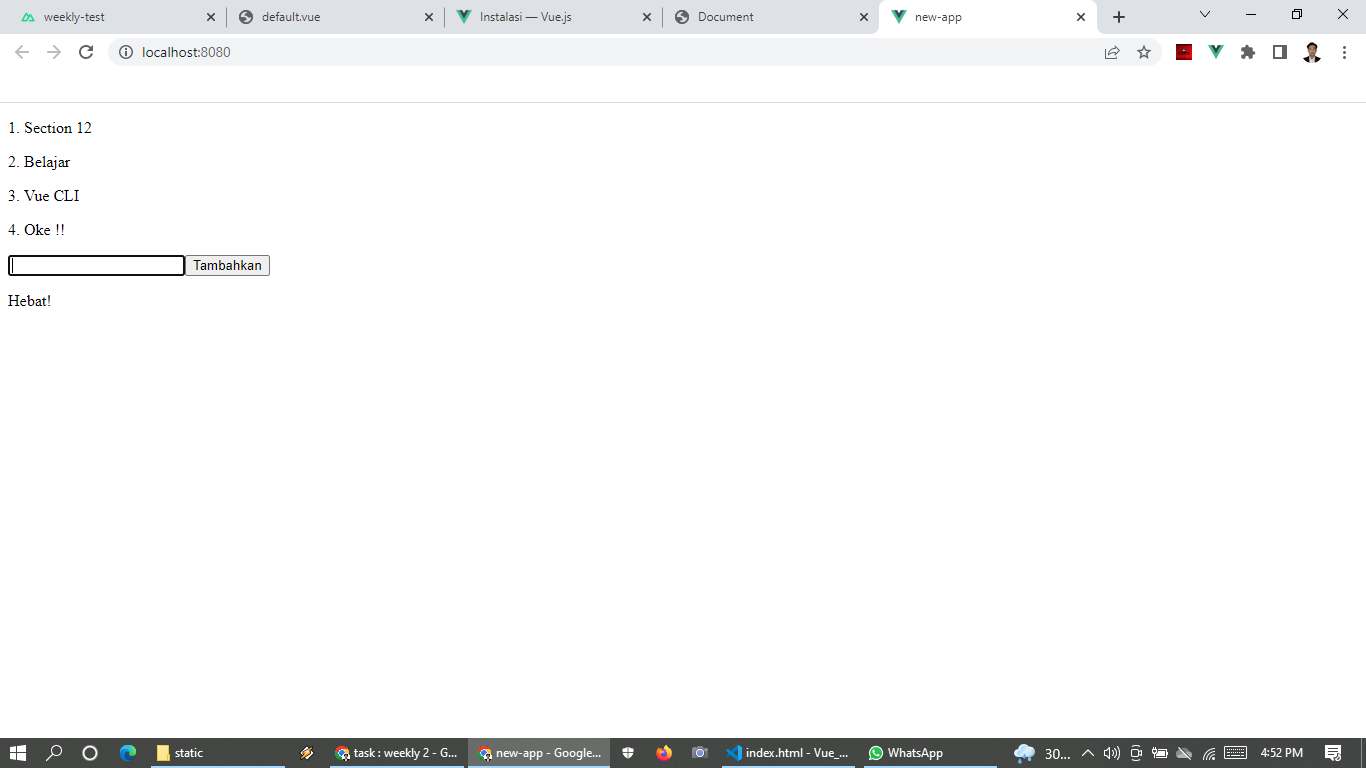 weekly-test
default.vue
Instalasi — Vue.js
Document
new-app
localhost:8080
1. Section 12
2. Belajar
3. Vue CLI
4. Oke !!
Tambahkan
Hebat!
static
task : weekly 2 - G...
new-app - Google...
index.html - Vue_...
WhatsApp
30...
4:52 PM